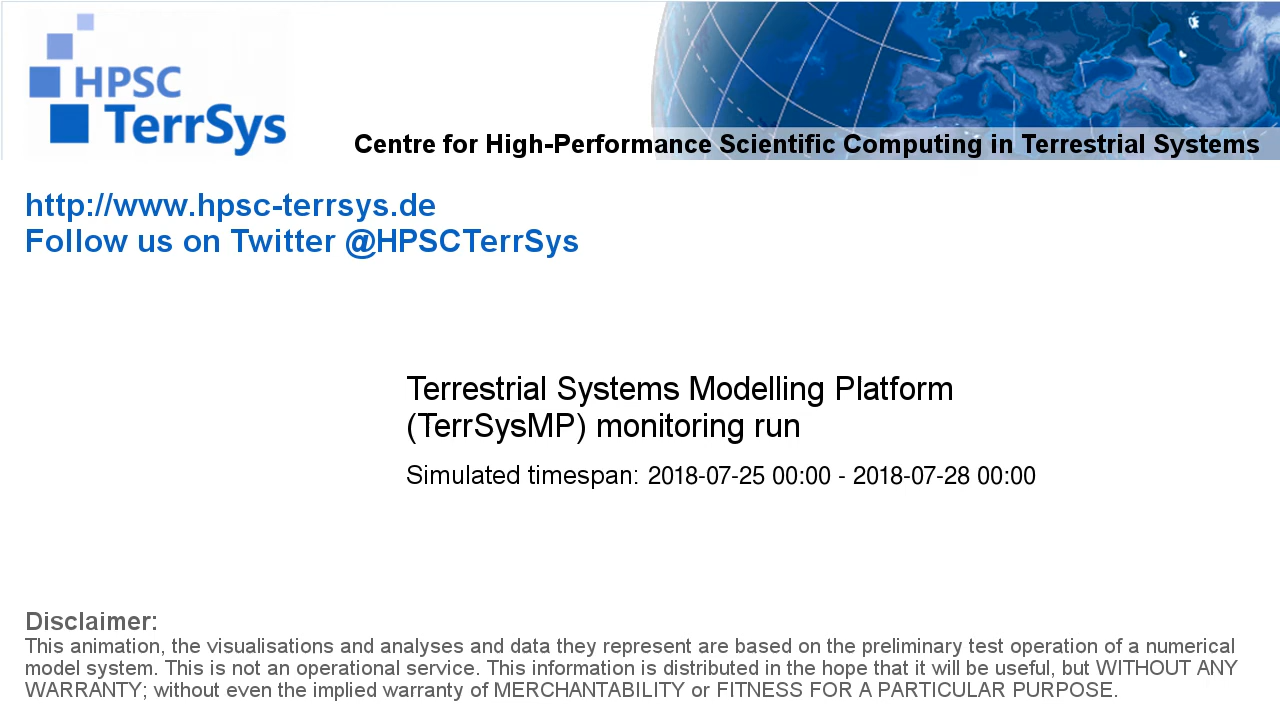 HPSC
TerrSys
Centre for High-Performance Scientific Computing in Terrestrial Systems
http://www.hpsc-terrsys.de
Follow us on Twitter @HPSCTerrSys
Terrestrial Systems Modelling Platform
(TerrSysMP) monitoring run
Simulated timespan: 2018-07-25 00:00 - 2018-07-28 00:00
Disclaimer:
This animation, the visualisations and analyses and data they represent are based on the preliminary test operation of a numerical
model system. This is not an operational service. This information is distributed in the hope that it will be useful, but WITHOUT ANY
WARRANTY; without even the implied warranty of MERCHANTABILITY or FITNESS FOR A PARTICULAR PURPOSE.